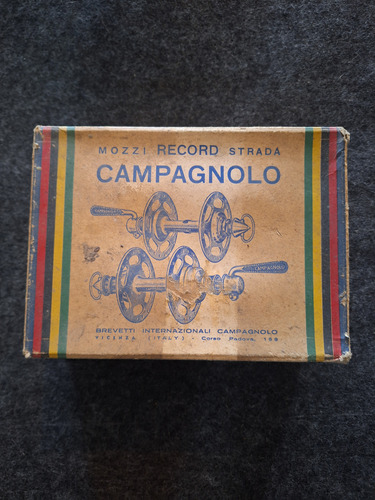 MOZZI RECORD STRADA
CAMPAGNOLO
CAMPAGNOLO
BREVETTI INTERNAZIONALI CAMPAGNOLO
VICENZA (ITALY) - Corso Padova, 168